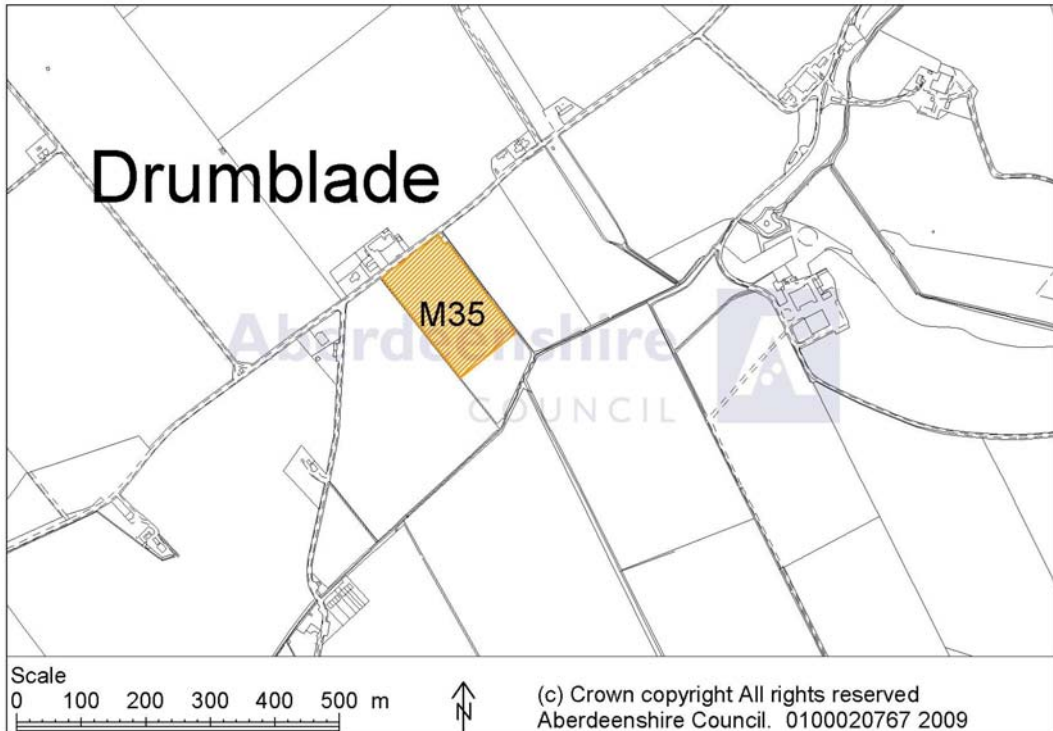 Drumblade
M35
Aberdeenshire
COUNCIL
Scale
0 100 200 300 400 500 m
N
(c) Crown copyright All rights reserved
Aberdeenshire Council. 0100020767 2009